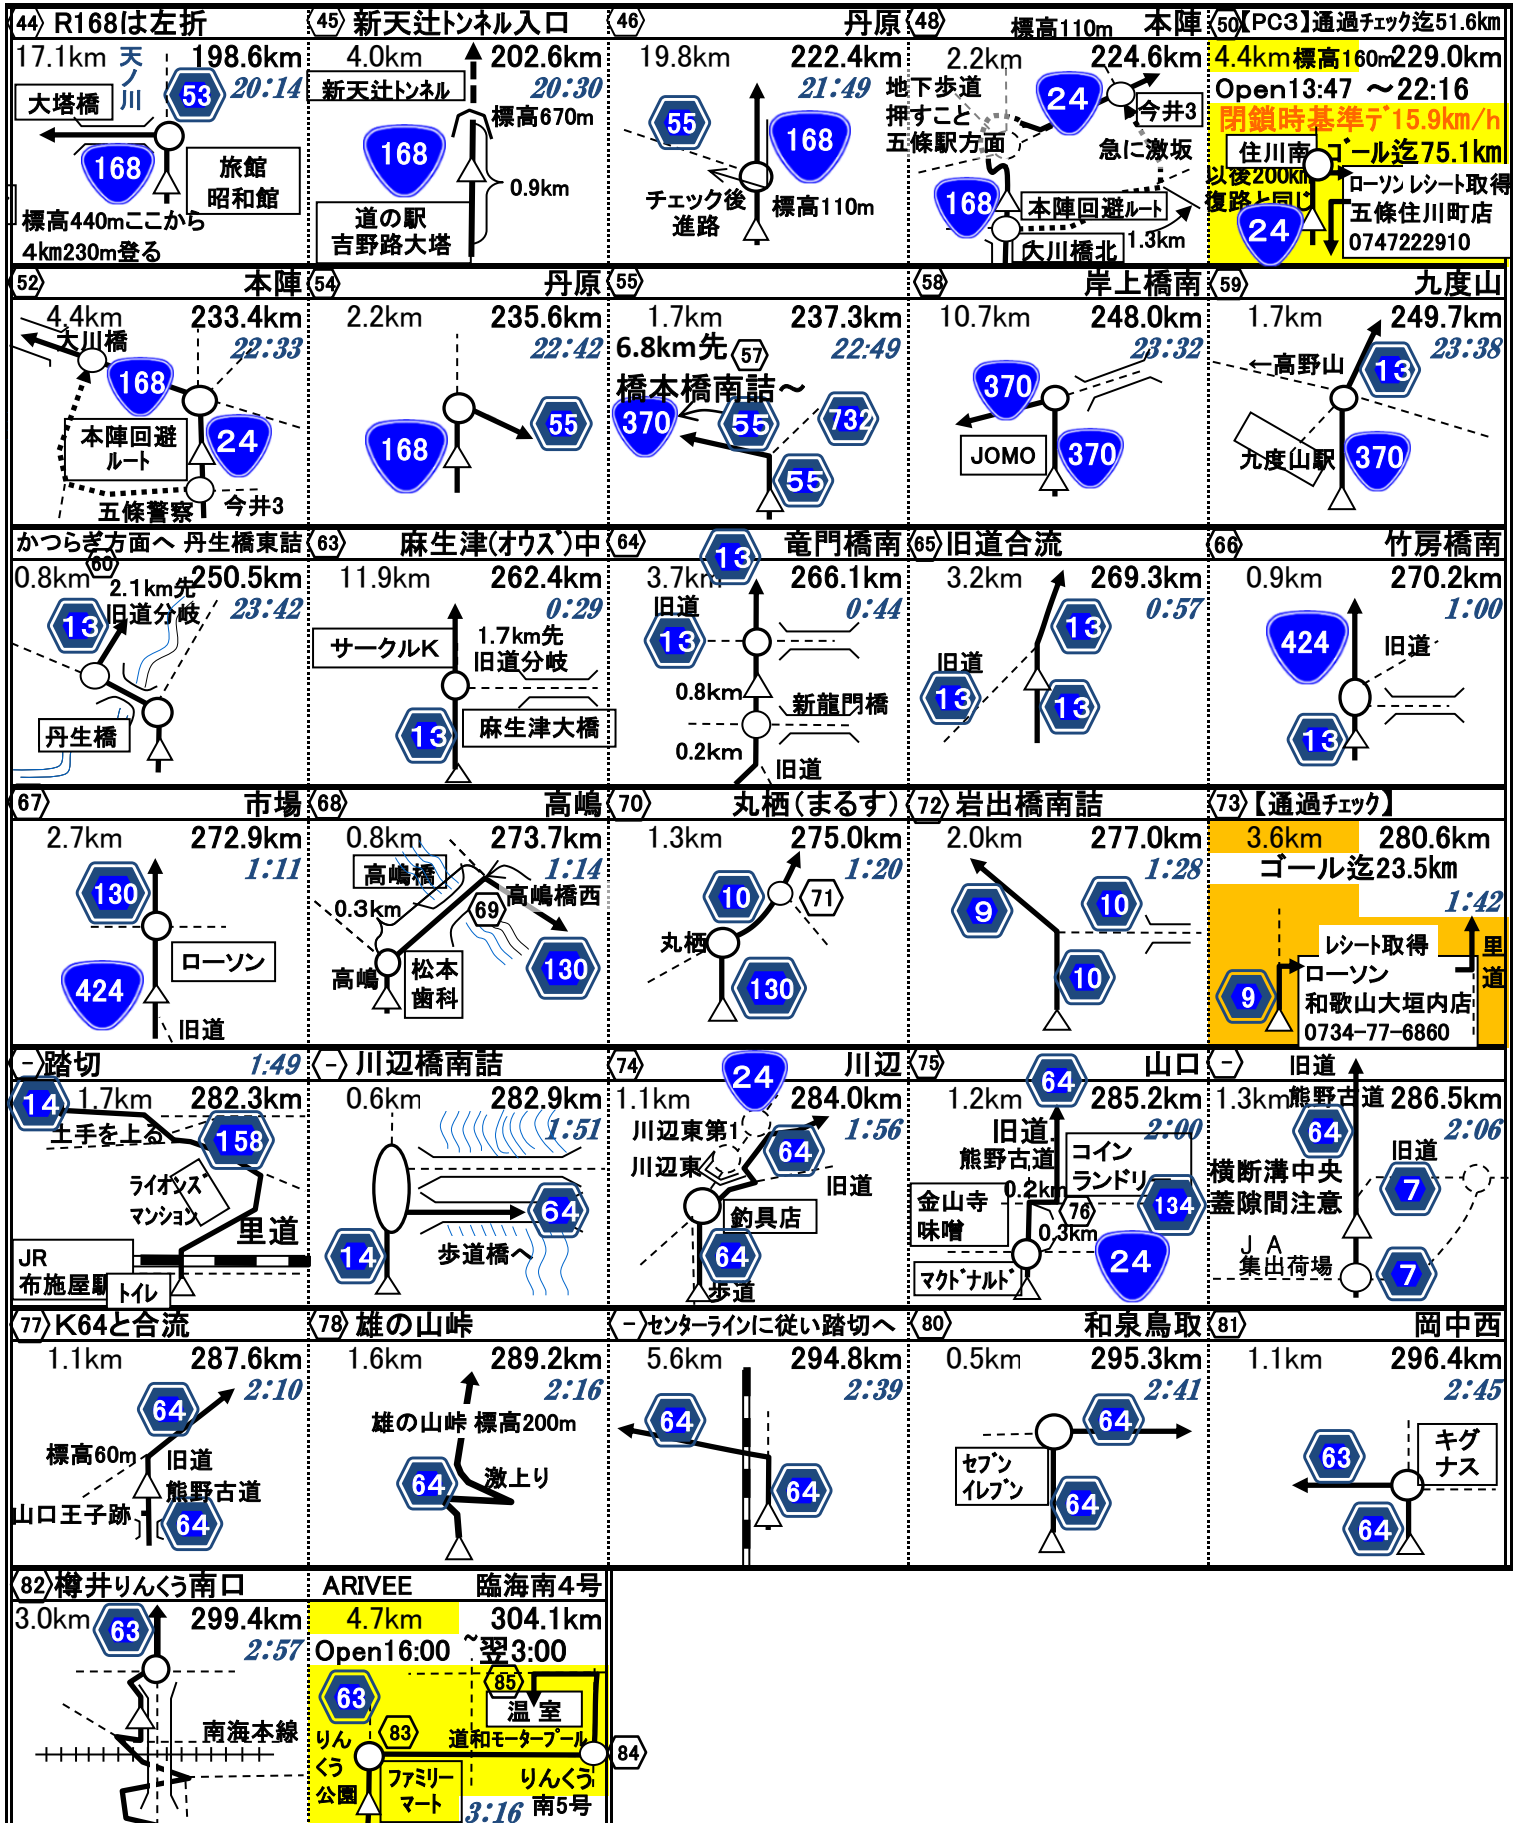 44 R168は左折
17.1km 天ノ川 198.6km
53 20:14
大塔橋
168
旅館
昭和館
標高440mここから
4km230m登る
45 新天辻トンネル入口
4.0km 202.6km
20:30
新天辻トンネル
標高670m
168
0.9km
道の駅
吉野路大塔
46 丹原
19.8km 222.4km
21:49
55
168
チェック後
進路
標高110m
48 標高110m 本陣
2.2km 224.6km
地下歩道
押すこと
五條駅方面
24
今井3
急に激坂
168
本陣回避ルート
1.3km
大川橋北
50 【PC3】通過チェック迄51.6km
4.4km 標高160m 229.0km
Open13:47 ～22:16
閉鎖時基準ﾃﾞ15.9km/h
住川南 ゴール迄75.1km
以後200km
復路と同じ
24
ローソン レシート取得
五條住川町店
0747222910
52 本陣
4.4km 233.4km
大川橋 22:33
168
本陣回避
ルート
24
五條警察 今井3
54 丹原
2.2km 235.6km
22:42
168
55
55
1.7km 237.3km
6.8km先 57 22:49
橋本橋南詰～
370 55 732
55
58 岸上橋南
10.7km 248.0km
23:32
370
JOMO 370
59 九度山
1.7km 249.7km
←高野山 13 23:38
九度山駅 370
かつらぎ方面へ 丹生橋東詰
0.8km 60 250.5km
2.1km先
旧道分岐 23:42
13
丹生橋
63 麻生津(オウズ)中
11.9km 262.4km
0:29
サークルK
1.7km先
旧道分岐
13 麻生津大橋
64 13 竜門橋南
3.7km 266.1km
旧道 0:44
13
0.8km
新龍門橋
0.2km
旧道
65 旧道合流
3.2km 269.3km
0:57
13
旧道
13 13
66 竹房橋南
0.9km 270.2km
1:00
424
旧道
13
67 市場
2.7km 272.9km
1:11
130
ローソン
424
旧道
68 高嶋
0.8km 273.7km
高嶋橋 1:14
高嶋橋西
0.3km 69
高嶋 松本
歯科
130
70 丸栖(まるす)
1.3km 275.0km
1:20
10 71
丸栖
130
72 岩出橋南詰
2.0km 277.0km
1:28
9 10
10
73 【通過チェック】
3.6km 280.6km
ゴール迄23.5km
1:42
レシート取得
ローソン
和歌山大垣内店
0734-77-6860
里道
9
- 踏切 1:49
14 1.7km 282.3km
土手を上る 158
ライオンズ
マンション
里道
JR
布施屋駅
トイレ
- 川辺橋南詰
0.6km 282.9km
1:51
64
14 歩道橋へ
74 24 川辺
1.1km 284.0km
川辺東第1 64 1:56
川辺東
旧道
釣具店
64
歩道
75 64 山口
1.2km 285.2km
旧道 2:00
熊野古道
コイン
ランドリー
0.2km
金山寺
味噌
76 134
0.3km
24
マクドナルド
- 旧道
1.3km 熊野古道 286.5km
64 2:06
旧道
横断溝中央
蓋隙間注意
7
JA
集出荷場
7
77 K64と合流
1.1km 287.6km
2:10
64
標高60m 旧道
熊野古道
山口王子跡 64
78 雄の山峠
1.6km 289.2km
2:16
雄の山峠 標高200m
64 激上り
- センターラインに従い踏切へ
5.6km 294.8km
2:39
64
64
80 和泉鳥取
0.5km 295.3km
2:41
64
セブン
イレブン
64
81 岡中西
1.1km 296.4km
2:45
キグ
ナス
63
64
82 樽井りんくう南口
3.0km 299.4km
63 2:57
南海本線
ARIVEE 臨海南4号
4.7km 304.1km
Open16:00 ~翌3:00
63 85
温室
りん
くう
公園
83 道和モータープール
84
ファミリー
マート
りんくう
南5号
3:16